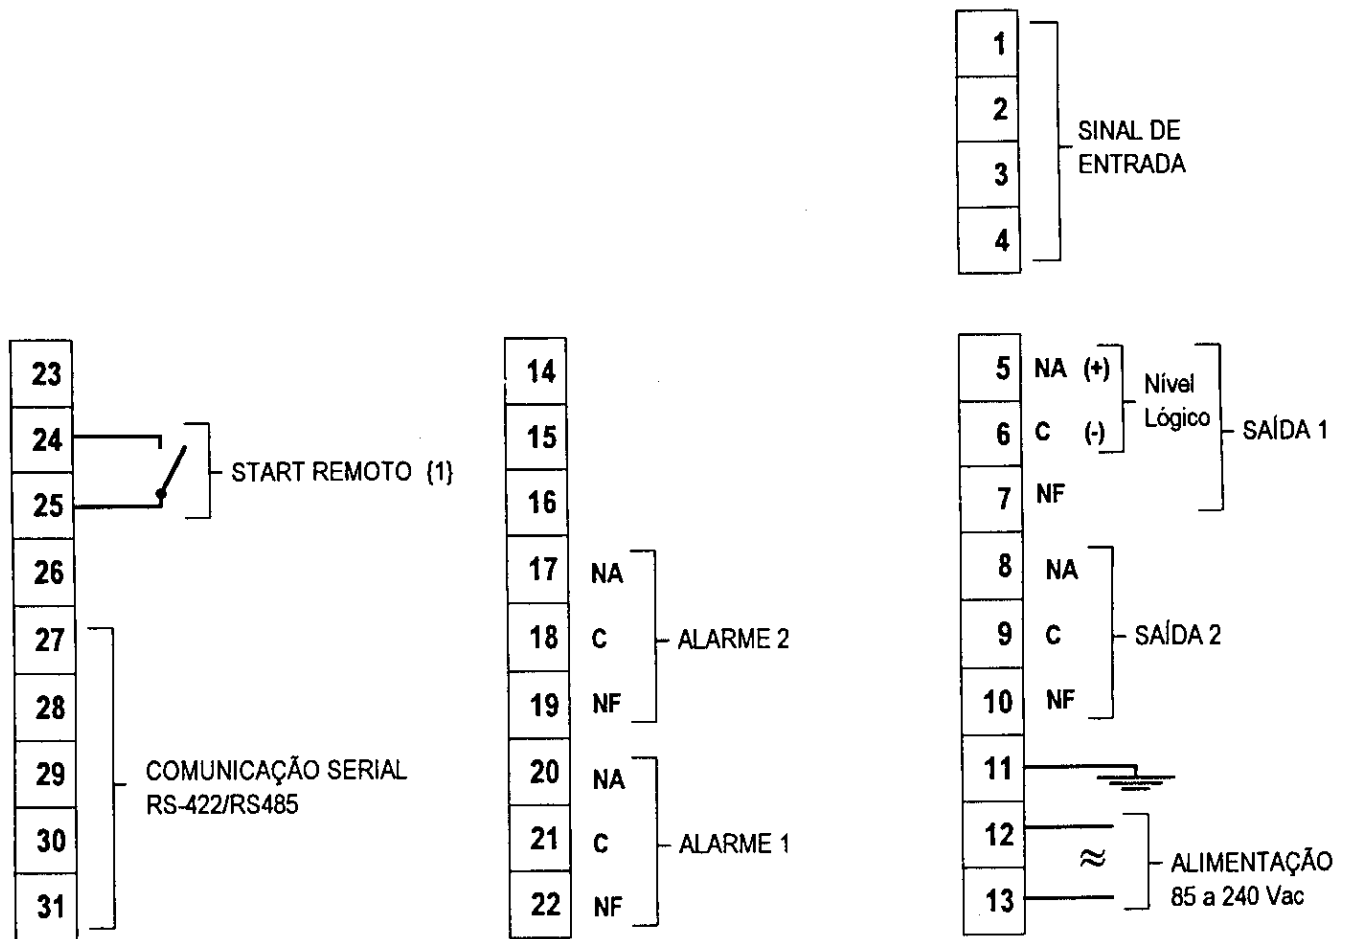 1
2
3
4
SINAL DE
ENTRADA
23
24
25
26
27
28
29
30
31
START REMOTO {1}
COMUNICAÇÃO SERIAL
RS-422/RS485
14
15
16
17 NA
18 C
19 NF
ALARME 2
20 NA
21 C
22 NF
ALARME 1
5 NA (+)
6 C (-)
Nível
Lógico
7 NF
SAÍDA 1
8 NA
9 C
10 NF
SAÍDA 2
11
12
≈
13
ALIMENTAÇÃO
85 a 240 Vac